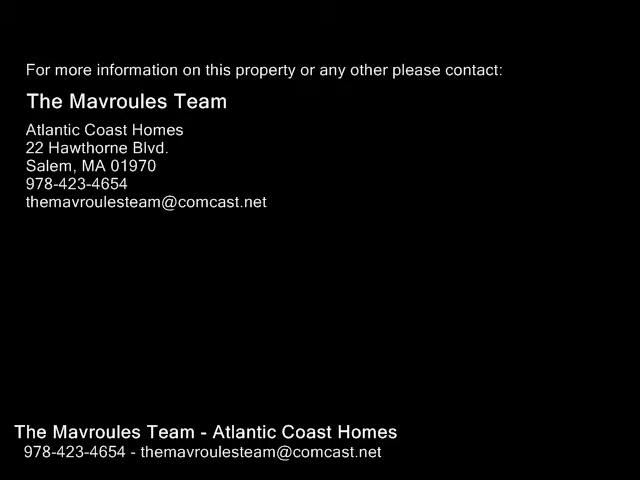 For more information on this property or any other please contact:
The Mavroules Team
Atlantic Coast Homes
22 Hawthorne Blvd.
Salem, MA 01970
978-423-4654
themavroulesteam@comcast.net
The Mavroules Team - Atlantic Coast Homes
978-423-4654 - themavroulesteam@comcast.net